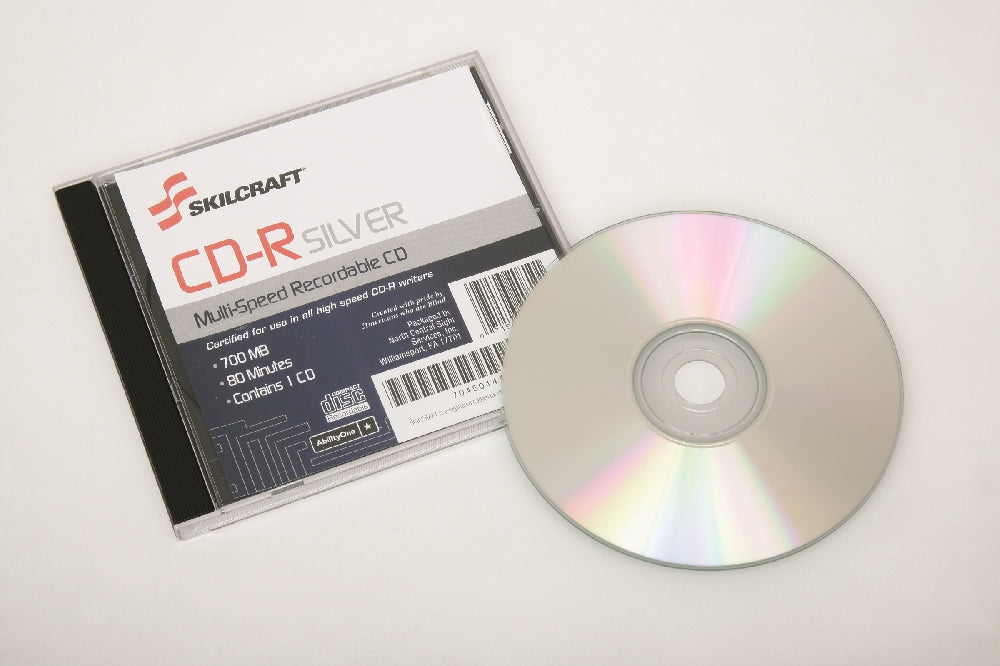 SKILCRAFT
CD-R SILVER
Multi-Speed Recordable CD
Certified for use in all high speed CD-R writers
• 700 MB
• 80 Minutes
• Contains 1 CD
Created with pride by
Americans who are Blind
Packaged by
North Central Sight
Services, Inc.
Williamsport, PA 17701
COMPACT
disc
Recordable
AbilityOne